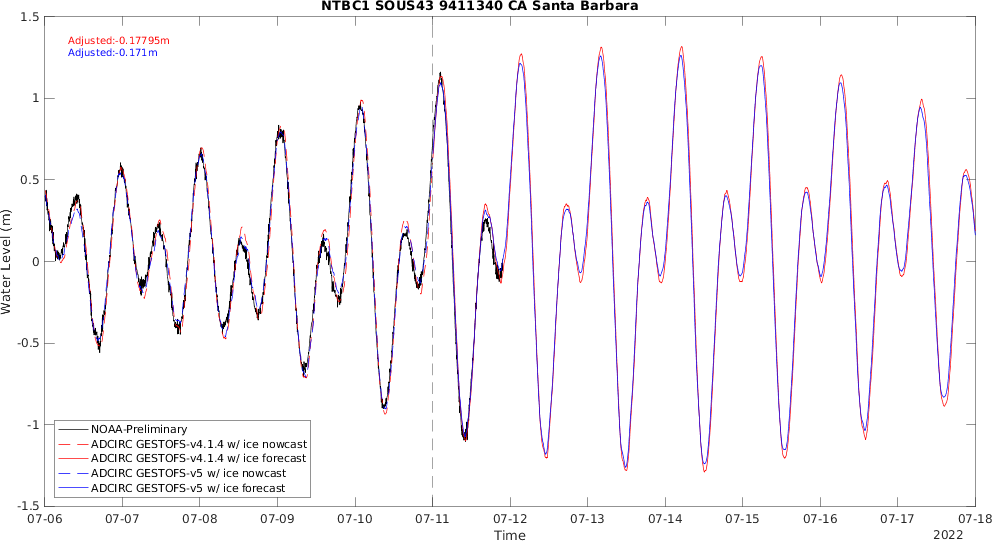 NTBC1 SOUS43 9411340 CA Santa Barbara
1.5
1
0.5
0
-0.5
-1
-1.5
Water Level (m)
Adjusted:-0.17795m
Adjusted:-0.171m
NOAA-Preliminary
ADCIRC GESTOFS-v4.1.4 w/ ice nowcast
ADCIRC GESTOFS-v4.1.4 w/ ice forecast
ADCIRC GESTOFS-v5 w/ ice nowcast
ADCIRC GESTOFS-v5 w/ ice forecast
07-06 07-07 07-08 07-09 07-10 07-11 07-12 07-13 07-14 07-15 07-16 07-17 07-18
Time
2022